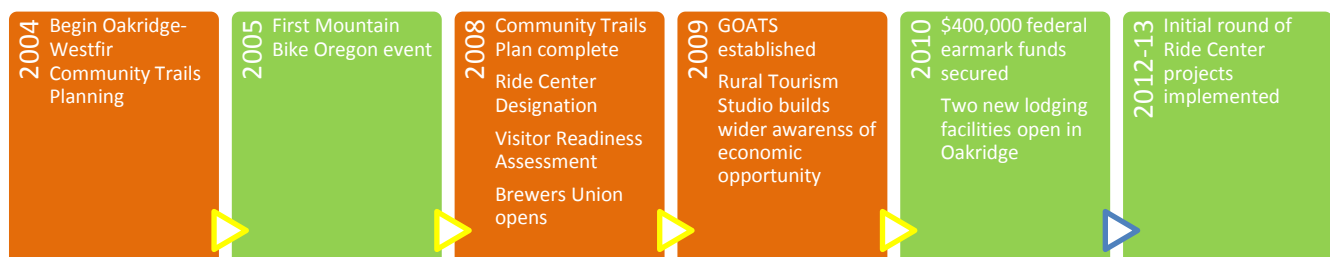 2004
Begin Oakridge-
Westfir
Community Trails
Planning
2005
First Mountain
Bike Oregon event
2008
Community Trails
Plan complete
Ride Center
Designation
Visitor Readiness
Assessment
Brewers Union
opens
2009
GOATS
established
Rural Tourism
Studio builds
wider awarenss of
economic
opportunity
2010
$400,000 federal
earmark funds
secured
Two new lodging
facilities open in
Oakridge
2012-13
Initial round of
Ride Center
projects
implemented